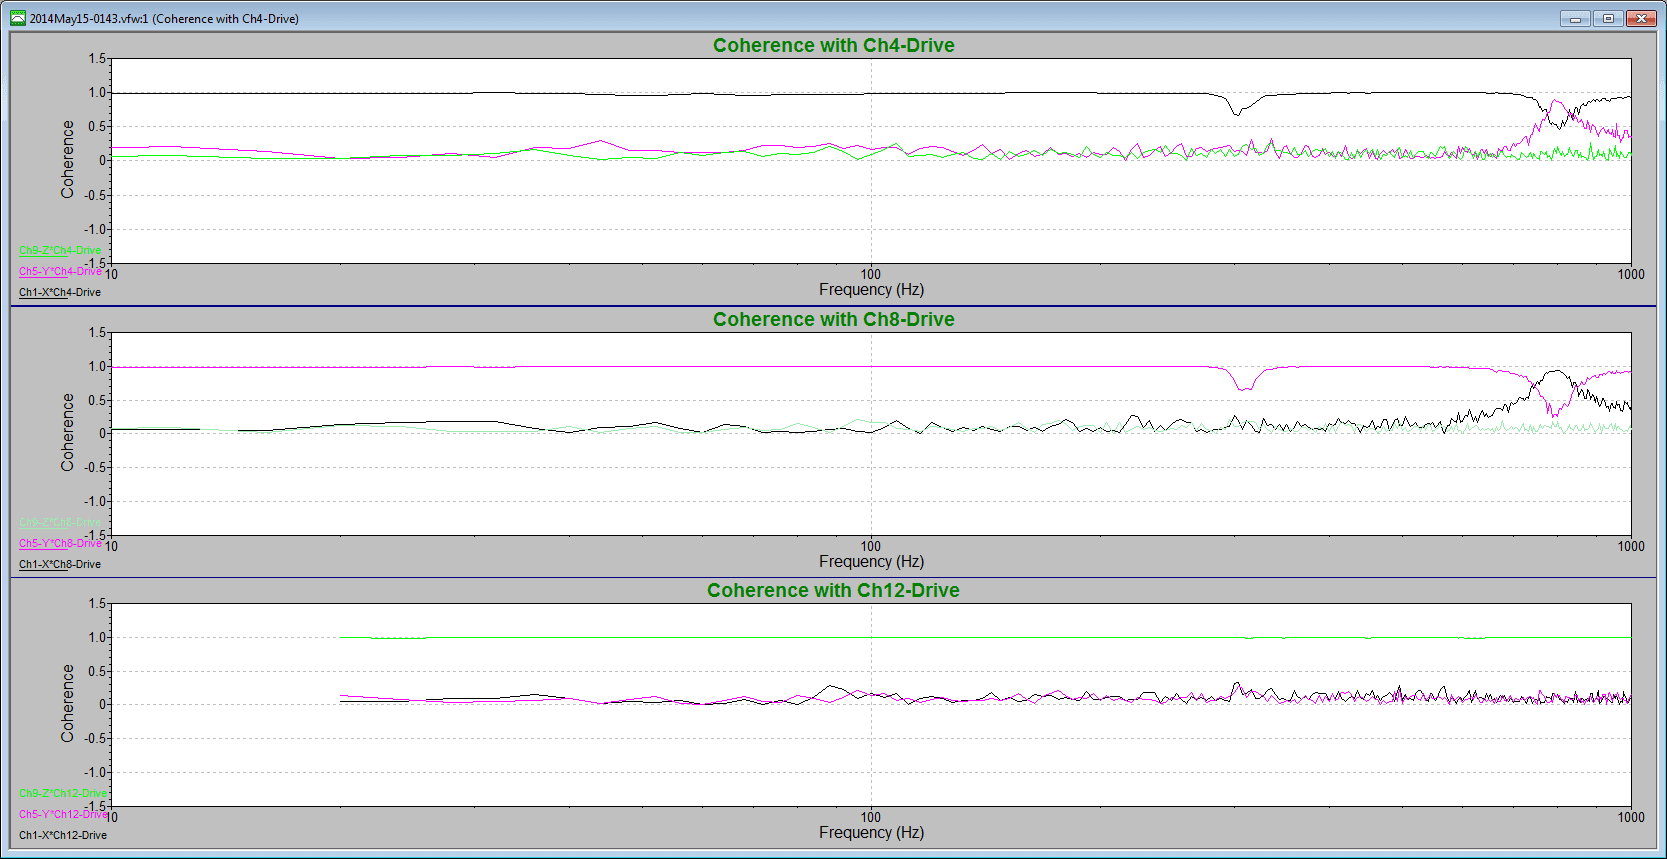 2014May15-0143.vfw:1 (Coherence with Ch4-Drive)
Coherence with Ch4-Drive
1.5
1.0
0.5
0
-0.5
-1.0
-1.5
Coherence
Ch9-Z*Ch4-Drive
Ch5-Y*Ch4-Drive
Ch1-X*Ch4-Drive
10 100 1000
Frequency (Hz)
Coherence with Ch8-Drive
1.5
1.0
0.5
0
-0.5
-1.0
-1.5
Coherence
Ch9-Z*Ch8-Drive
Ch5-Y*Ch8-Drive
Ch1-X*Ch8-Drive
10 100 1000
Frequency (Hz)
Coherence with Ch12-Drive
1.5
1.0
0.5
0
-0.5
-1.0
-1.5
Coherence
Ch9-Z*Ch12-Drive
Ch5-Y*Ch12-Drive
Ch1-X*Ch12-Drive
10 100 1000
Frequency (Hz)